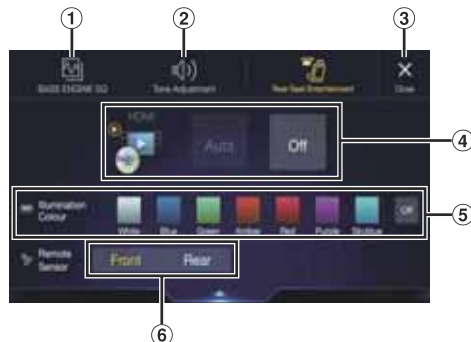 ① ② ③
BASS ENGINE SQ Tone Adjustment Rear Seat Entertainment Close
HDMI
Auto Off ④
Illumination
Colour
White Blue Green Amber Red Purple Skyblue Off ⑤
Remote
Sensor
Front Rear
⑥